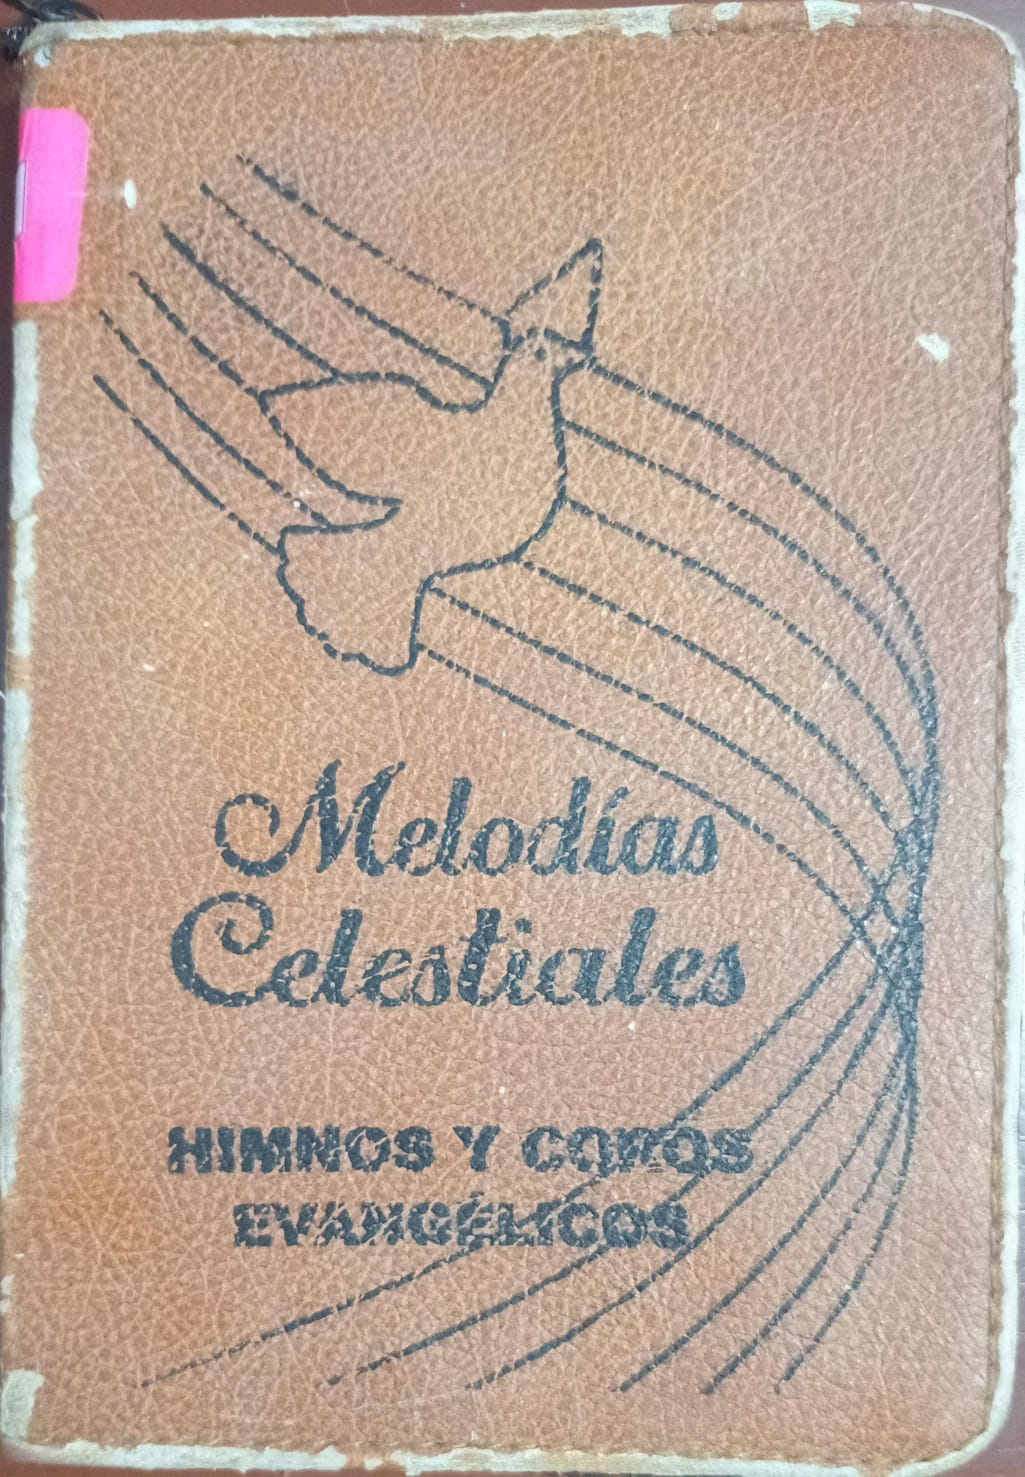 Melodías
Celestiales
HIMNOS Y COROS
EVANGÉLICOS